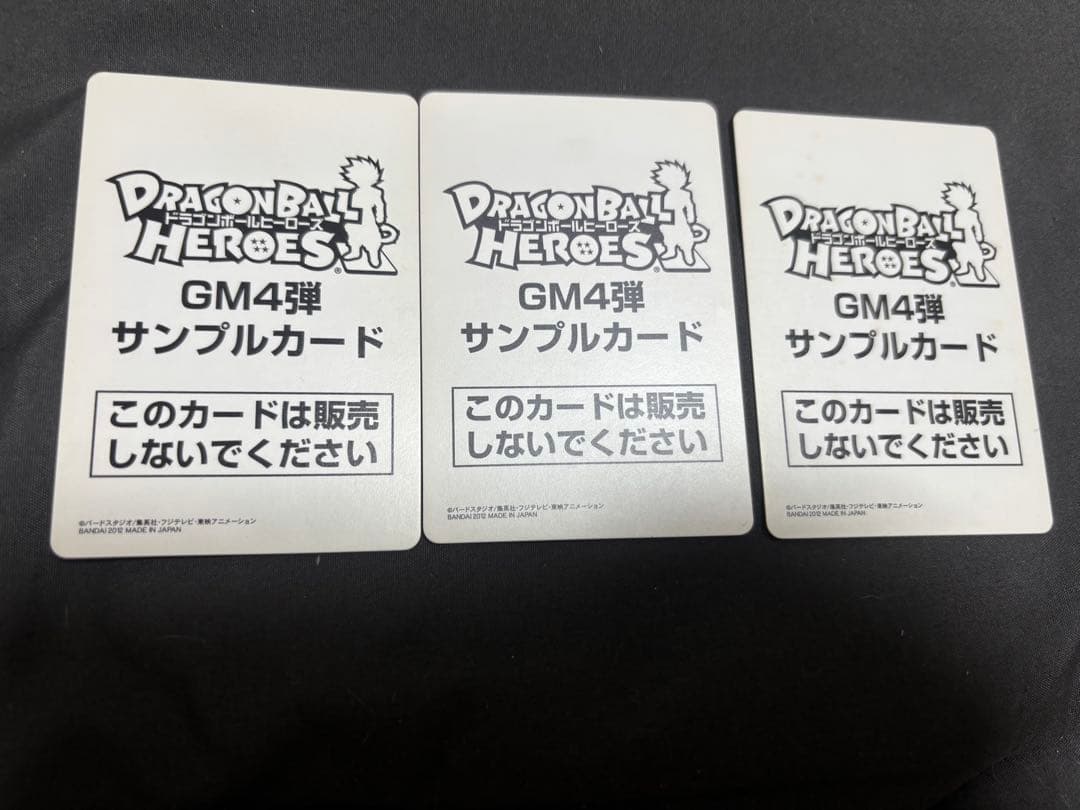 DRAGONBALL
ドラゴンボールヒーローズ
HEROES®
GM4弾
サンプルカード
このカードは販売
しないでください
©バードスタジオ/集英社・フジテレビ・東映アニメーション
BANDAI 2012 MADE IN JAPAN
DRAGONBALL
ドラゴンボールヒーローズ
HEROES®
GM4弾
サンプルカード
このカードは販売
しないでください
©バードスタジオ/集英社・フジテレビ・東映アニメーション
BANDAI 2012 MADE IN JAPAN
DRAGONBALL
ドラゴンボールヒーローズ
HEROES®
GM4弾
サンプルカード
このカードは販売
しないでください
©バードスタジオ/集英社・フジテレビ・東映アニメーション
BANDAI 2012 MADE IN JAPAN